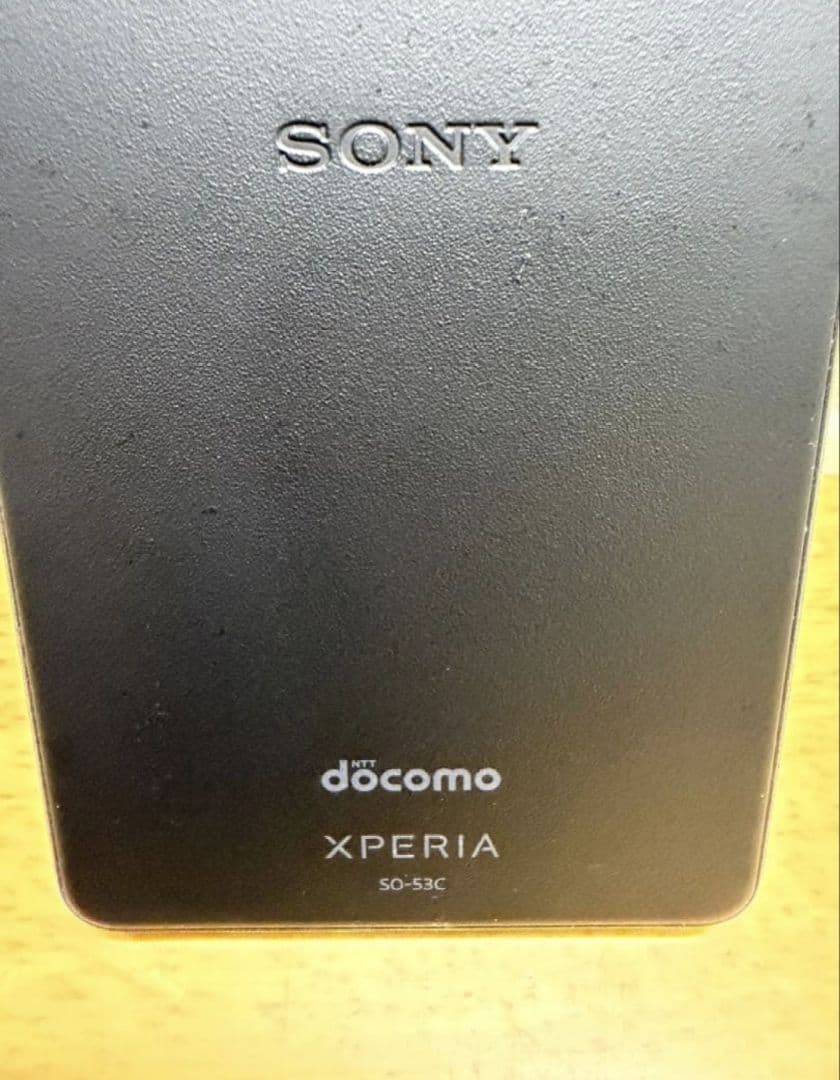 SONY
NTT
docomo
XPERIA
SO-53C